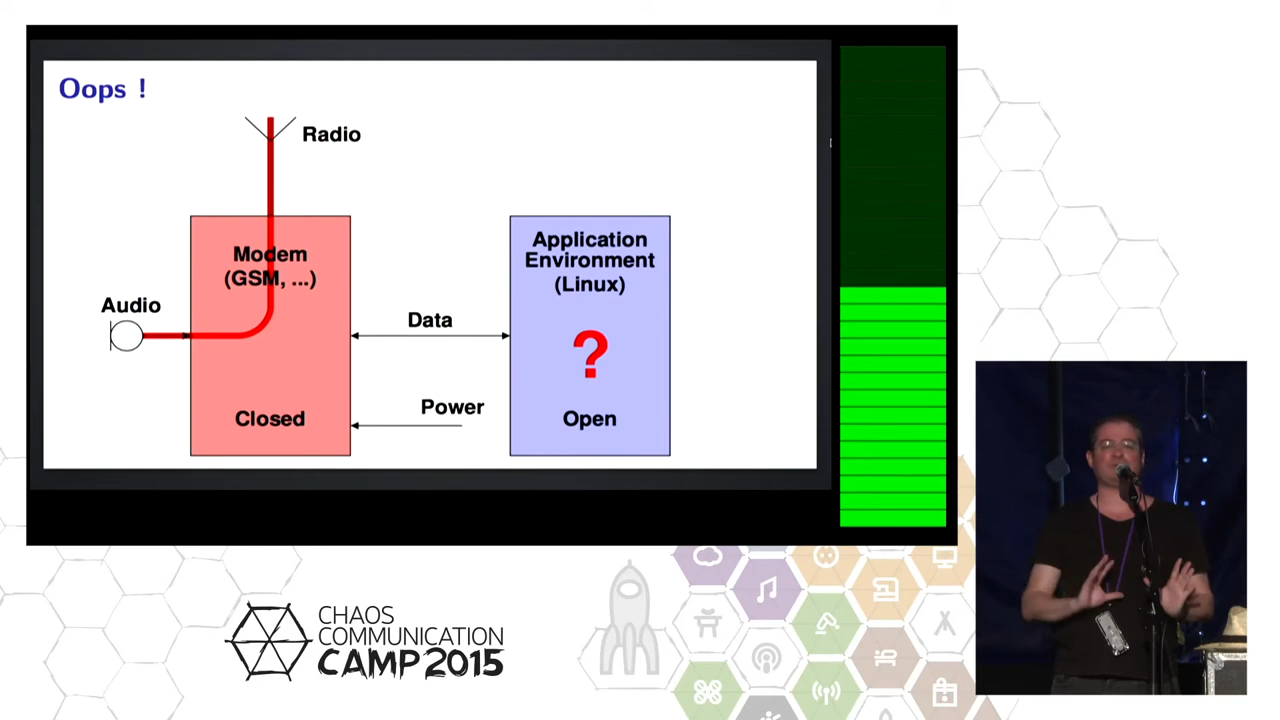 Oops !
Radio
Modem
(GSM, ...)
Audio
Closed
Data
Power
Application
Environment
(Linux)
?
Open
CHAOS
COMMUNICATION
CAMP 2015